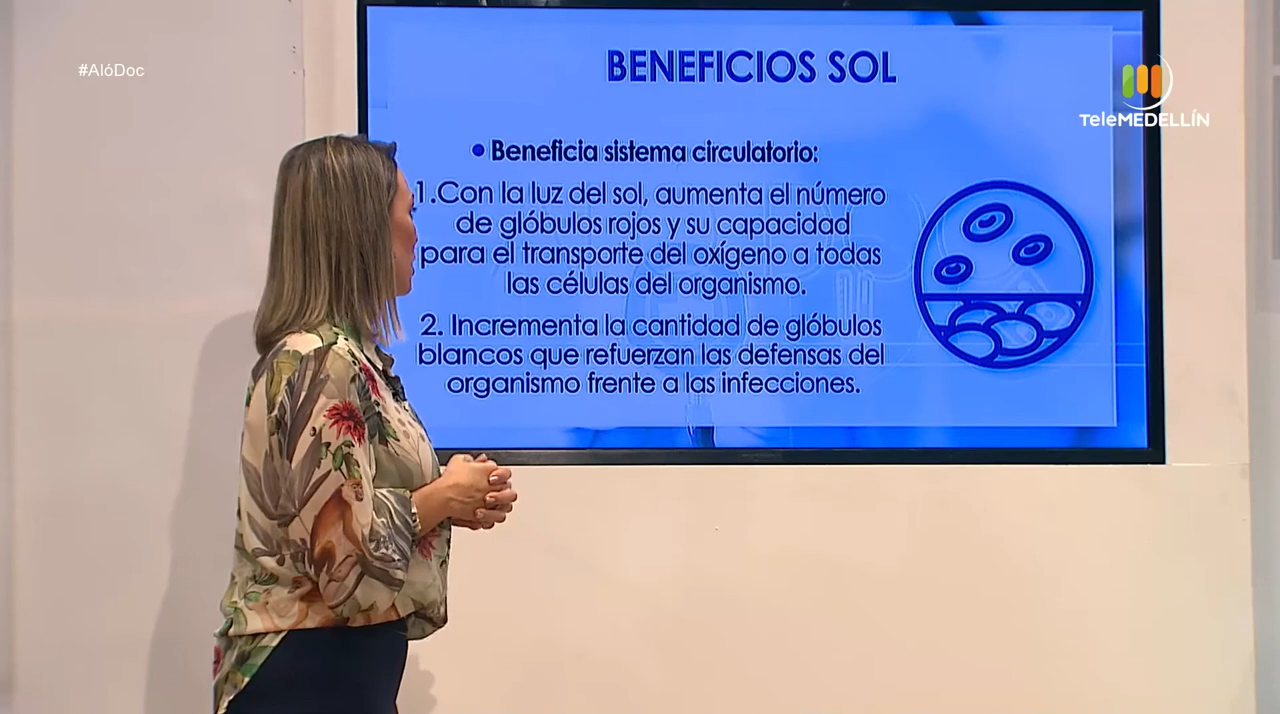 #AlóDoc
BENEFICIOS SOL
TeleMEDELLÍN
• Beneficia sistema circulatorio:
1.Con la luz del sol, aumenta el número
de glóbulos rojos y su capacidad
para el transporte del oxígeno a todas
las células del organismo.
2. Incrementa la cantidad de glóbulos
blancos que refuerzan las defensas del
organismo frente a las infecciones.